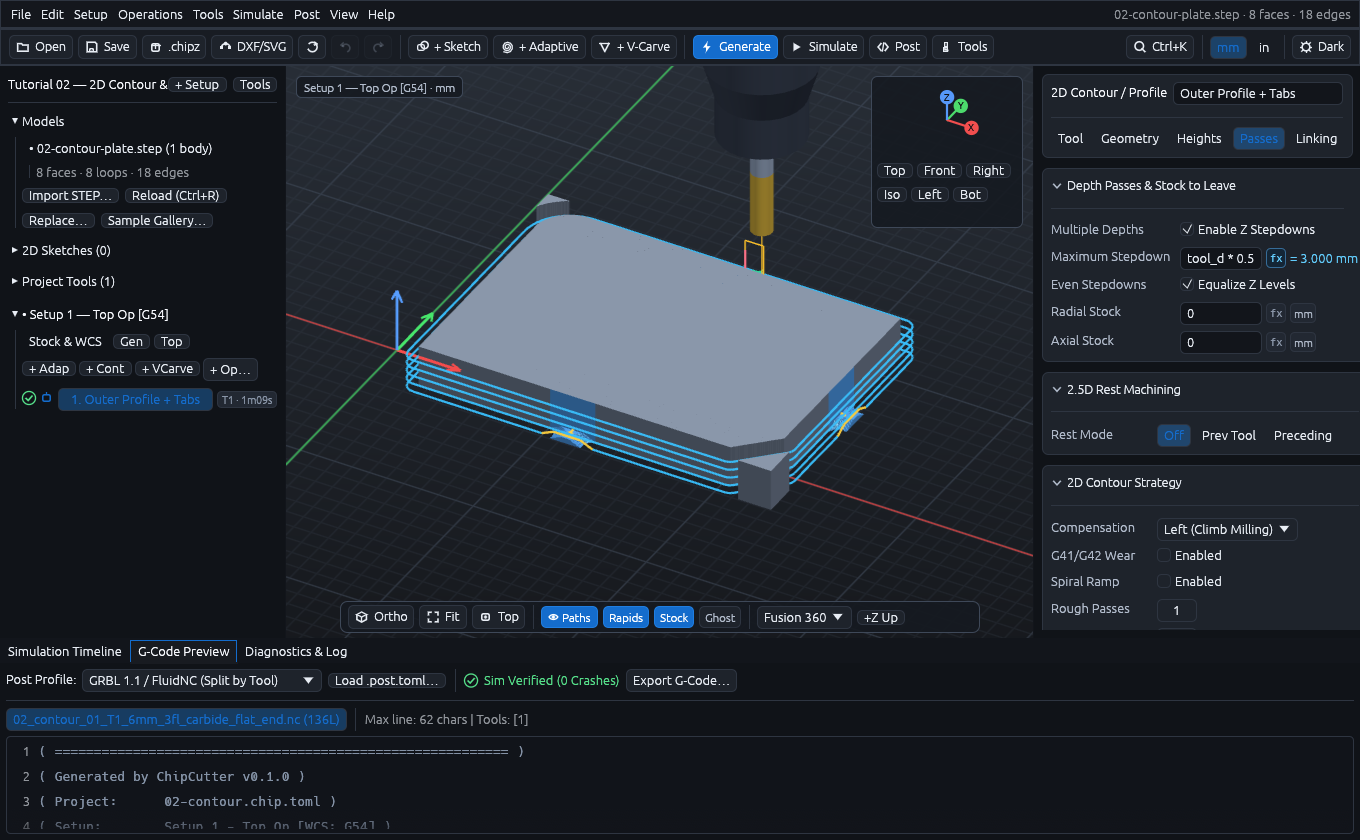 File Edit Setup Operations Tools Simulate Post View Help
02-contour-plate.step · 8 faces · 18 edges
Open Save .chipz DXF/SVG + Sketch + Adaptive + V-Carve Generate Simulate Post Tools Ctrl+K mm in Dark
Tutorial 02 — 2D Contour & + Setup Tools
Models
• 02-contour-plate.step (1 body)
8 faces · 8 loops · 18 edges
Import STEP... Reload (Ctrl+R)
Replace... Sample Gallery...
2D Sketches (0)
Project Tools (1)
• Setup 1 — Top Op [G54]
Stock & WCS Gen Top
+ Adap + Cont + VCarve + Op...
1. Outer Profile + Tabs T1 · 1m09s
Setup 1 — Top Op [G54] · mm
Z
Y
X
Top Front Right
Iso Left Bot
Ortho Fit Top Paths Rapids Stock Ghost Fusion 360 +Z Up
2D Contour / Profile Outer Profile + Tabs
Tool Geometry Heights Passes Linking
Depth Passes & Stock to Leave
Multiple Depths Enable Z Stepdowns
Maximum Stepdown tool_d * 0.5 fx = 3.000 mm
Even Stepdowns Equalize Z Levels
Radial Stock 0 fx mm
Axial Stock 0 fx mm
2.5D Rest Machining
Rest Mode Off Prev Tool Preceding
2D Contour Strategy
Compensation Left (Climb Milling)
G41/G42 Wear Enabled
Spiral Ramp Enabled
Rough Passes 1
Simulation Timeline G-Code Preview Diagnostics & Log
Post Profile: GRBL 1.1 / FluidNC (Split by Tool) Load .post.toml... Sim Verified (0 Crashes) Export G-Code...
02_contour_01_T1_6mm_3fl_carbide_flat_end.nc (136L) Max line: 62 chars | Tools: [1]
1 ( ========================================================== )
2 ( Generated by ChipCutter v0.1.0 )
3 ( Project: 02-contour.chip.toml )
4 ( Setup: Setup 1 - Top Op [WCS: G54] )